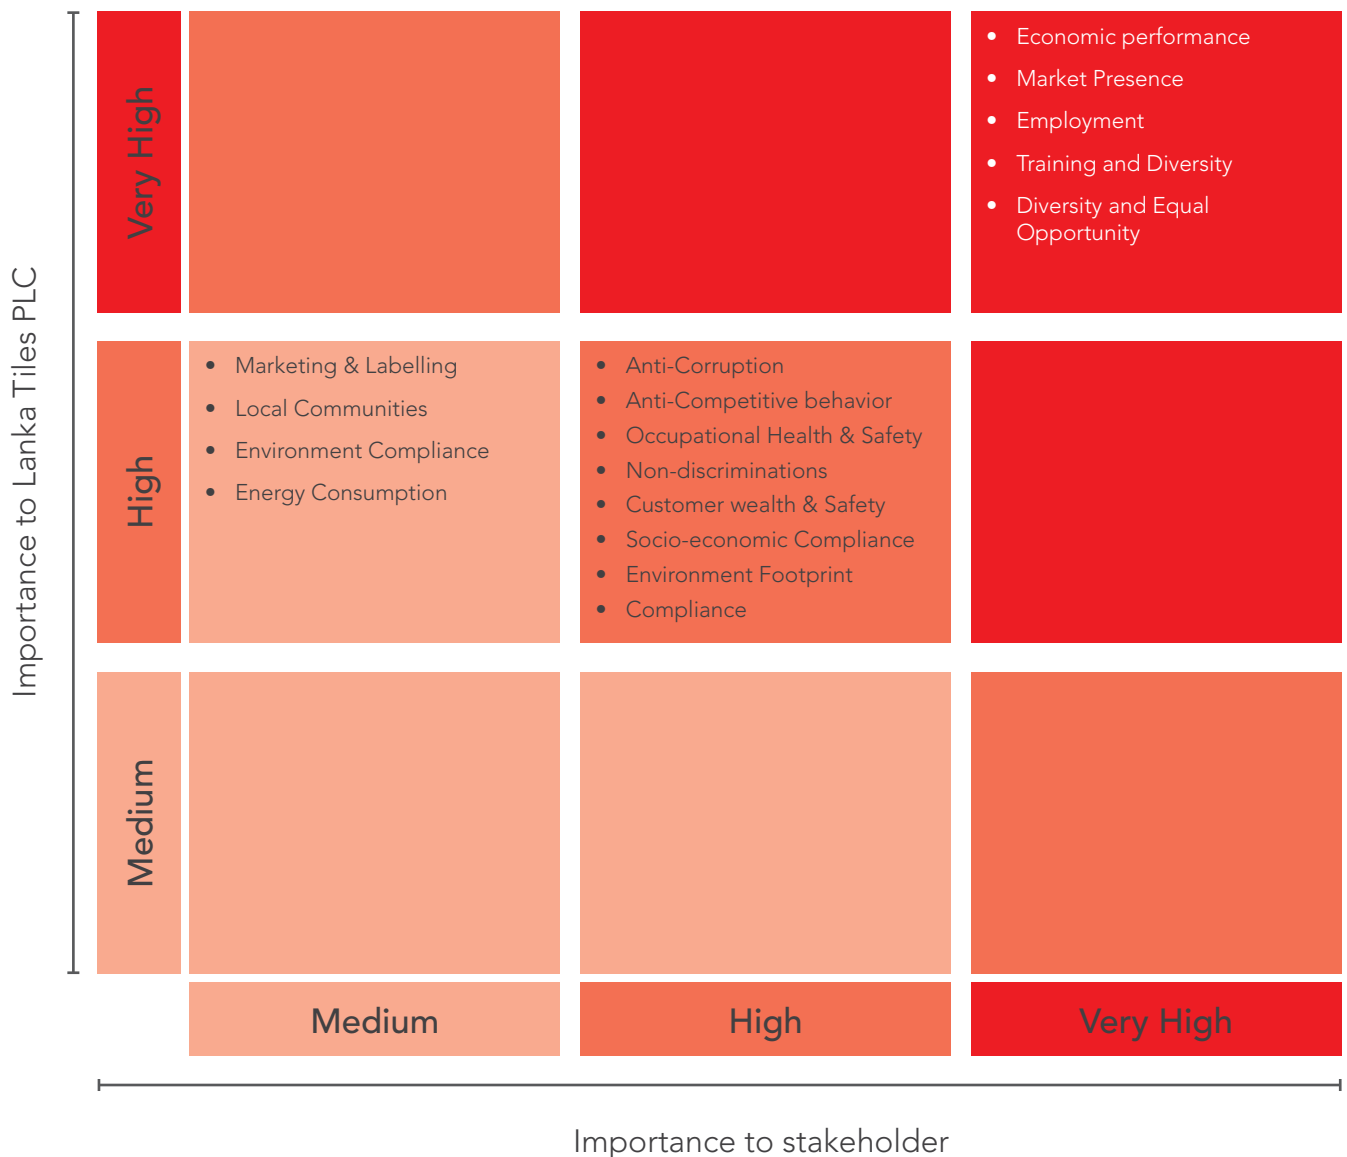 Importance to Lanka Tiles PLC
Very High
• Economic performance
• Market Presence
• Employment
• Training and Diversity
• Diversity and Equal
Opportunity
High
• Marketing & Labelling
• Local Communities
• Environment Compliance
• Energy Consumption
• Anti-Corruption
• Anti-Competitive behavior
• Occupational Health & Safety
• Non-discriminations
• Customer wealth & Safety
• Socio-economic Compliance
• Environment Footprint
• Compliance
Medium
Medium
High
Very High
Importance to stakeholder